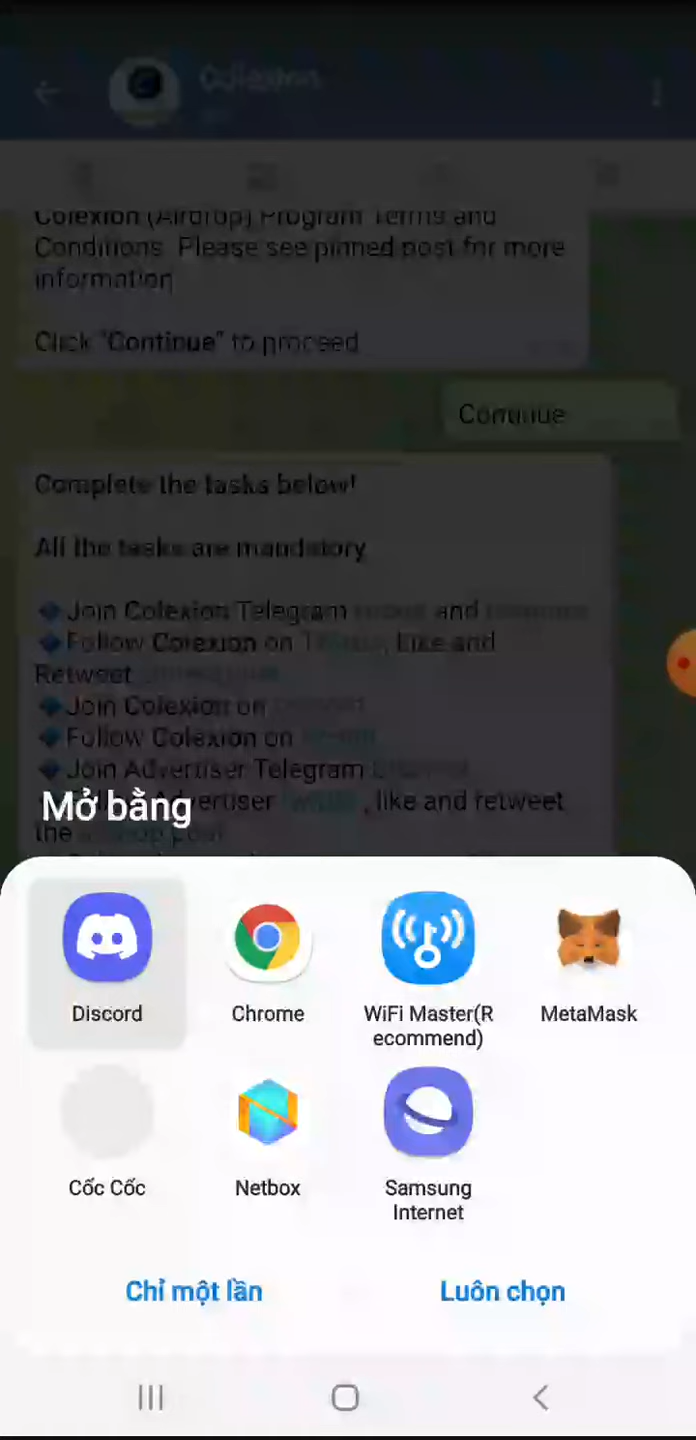 Colexion
Colexion (Airdrop) Program Terms and
Conditions. Please see pinned post for more
information
Click "Continue" to proceed
Continue
Complete the tasks below!
All the tasks are mandatory
Join Colexion Telegram and
Follow Colexion on Twitter, Like and
Retweet
Join Colexion on
Follow Colexion on
Join Advertiser Telegram
Advertiser Twitter , like and retweet
the post
Mở bằng
Discord
Chrome
WiFi Master(R
ecommend)
MetaMask
Cốc Cốc
Netbox
Samsung
Internet
Chỉ một lần
Luôn chọn